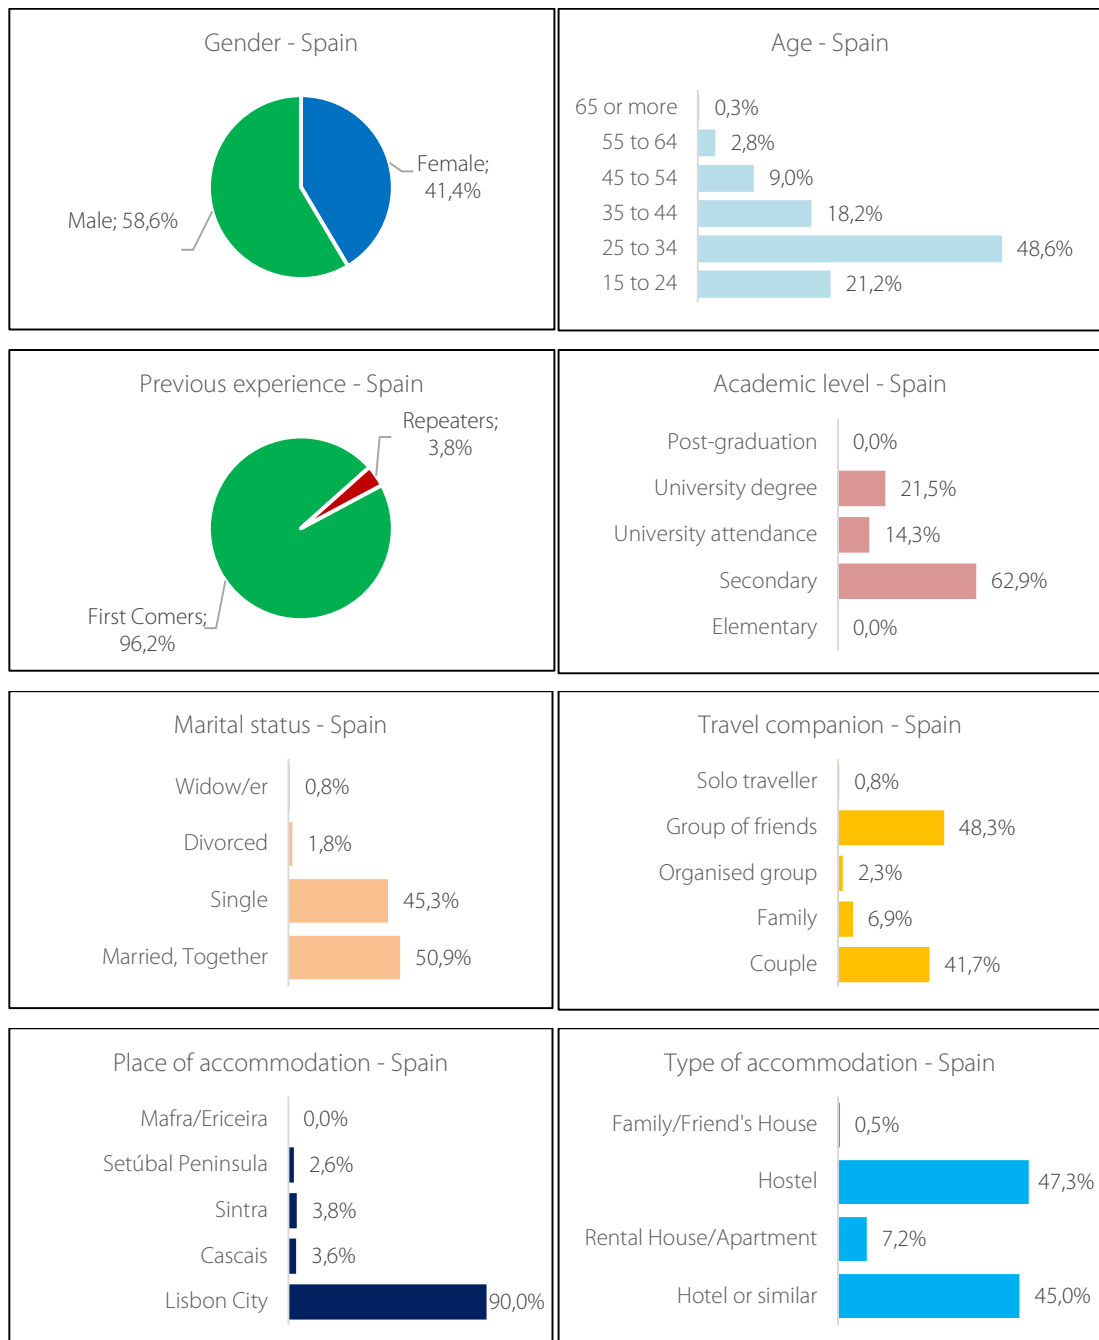 Gender - Spain
Female;
41,4%
Male; 58,6%
Age - Spain
65 or more 0,3%
55 to 64 2,8%
45 to 54 9,0%
35 to 44 18,2%
25 to 34 48,6%
15 to 24 21,2%
Previous experience - Spain
Repeaters;
3,8%
First Comers;
96,2%
Academic level - Spain
Post-graduation 0,0%
University degree 21,5%
University attendance 14,3%
Secondary 62,9%
Elementary 0,0%
Marital status - Spain
Widow/er 0,8%
Divorced 1,8%
Single 45,3%
Married, Together 50,9%
Travel companion - Spain
Solo traveller 0,8%
Group of friends 48,3%
Organised group 2,3%
Family 6,9%
Couple 41,7%
Place of accommodation - Spain
Mafra/Ericeira 0,0%
Setúbal Peninsula 2,6%
Sintra 3,8%
Cascais 3,6%
Lisbon City 90,0%
Type of accommodation - Spain
Family/Friend's House 0,5%
Hostel 47,3%
Rental House/Apartment 7,2%
Hotel or similar 45,0%